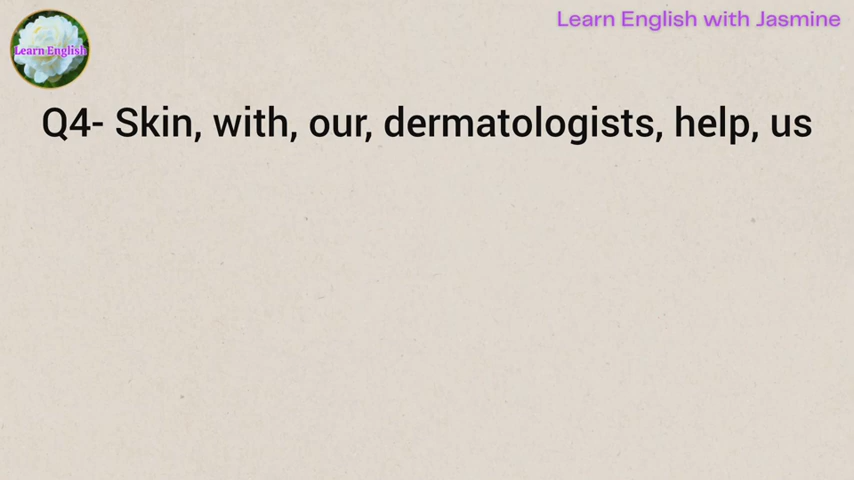 Learn English with Jasmine
Learn English
Q4- Skin, with, our, dermatologists, help, us